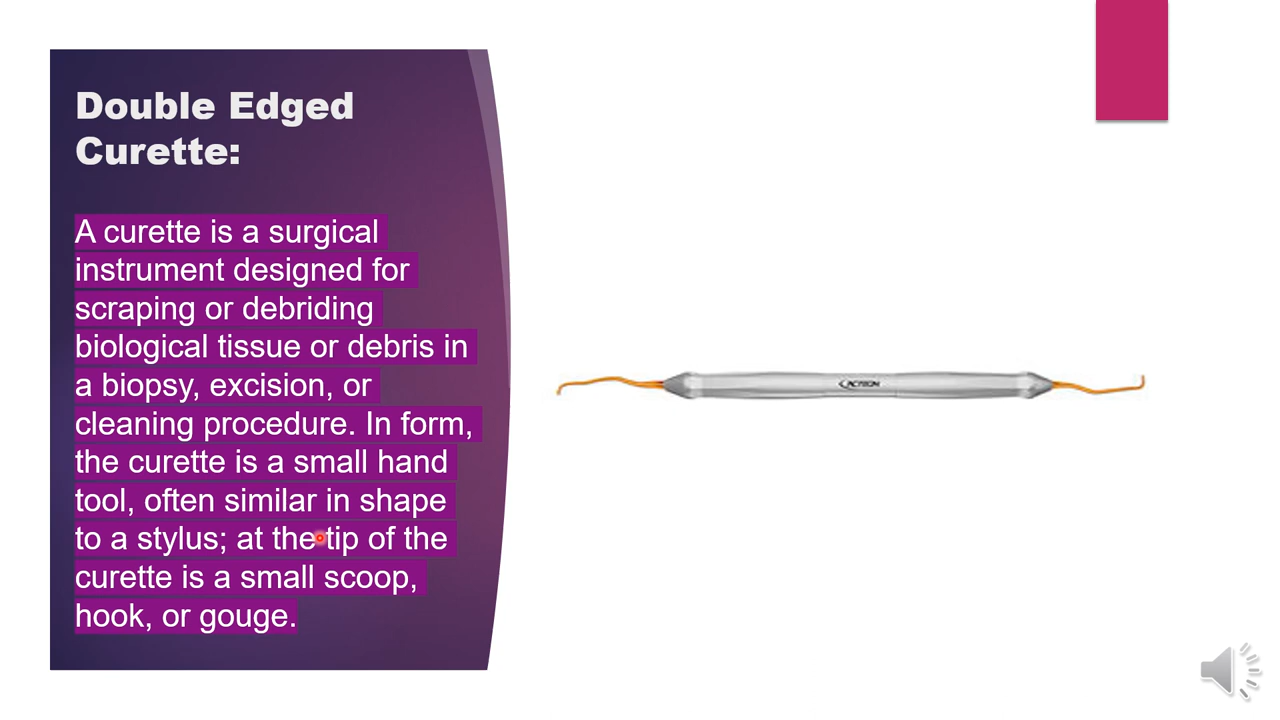 Double Edged
Curette:
A curette is a surgical
instrument designed for
scraping or debriding
biological tissue or debris in
a biopsy, excision, or
cleaning procedure. In form,
the curette is a small hand
tool, often similar in shape
to a stylus; at the tip of the
curette is a small scoop,
hook, or gouge.
ACTEON